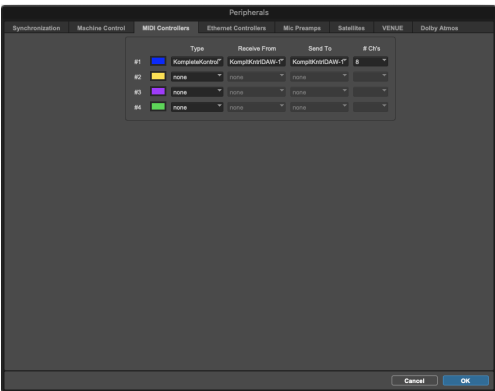 Peripherals
Synchronization Machine Control MIDI Controllers Ethernet Controllers Mic Preamps Satellites VENUE Dolby Atmos
Type Receive From Send To # Ch's
#1 KompleteKontrol KomplKntrlDAW-1 KomplKntrlDAW-1 8
#2 none none none
#3 none none none
#4 none none none
Cancel OK